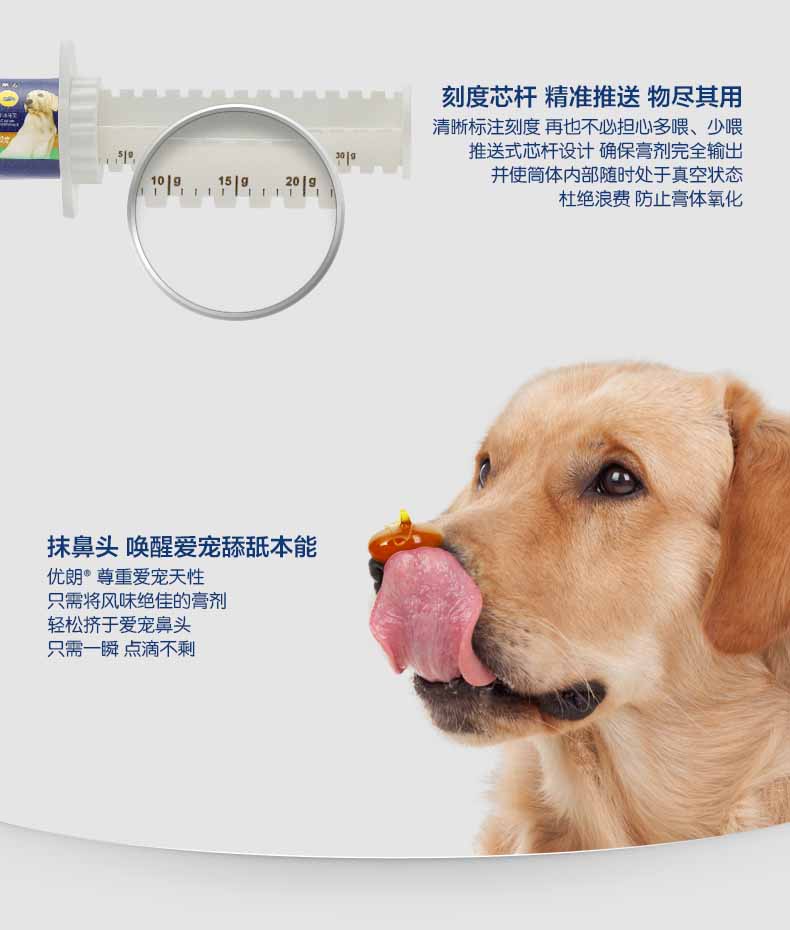 刻度芯杆 精准推送 物尽其用
清晰标注刻度 再也不必担心多喂、少喂
推送式芯杆设计 确保膏剂完全输出
并使筒体内部随时处于真空状态
杜绝浪费 防止膏体氧化
5g
10g 15g 20g
30g
抹鼻头 唤醒爱宠舔舐本能
优朗® 尊重爱宠天性
只需将风味绝佳的膏剂
轻松挤于爱宠鼻头
只需一瞬 点滴不剩